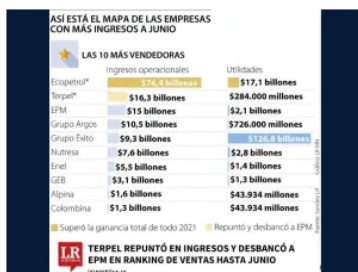 ASÍ ESTÁ EL MAPA DE LAS EMPRESAS
CON MÁS INGRESOS A JUNIO
LAS 10 MÁS VENDEDORAS
Ingresos operacionales Utilidades
Ecopetrol* $76,4 billones $17,1 billones
Terpel* $16,3 billones $284.000 millones
EPM $15 billones $2,1 billones
Grupo Argos $10,5 billones $726.000 millones
Grupo Éxito $9,3 billones $126,8 billones
Nutresa $7,6 billones $2,8 billones
Enel $5,5 billones $1,4 billones
GEB $3,1 billones $1,3 billones
Alpina $1,6 billones $43.934 millones
Colombina $1,3 billones $43.934 millones
Superó la ganancia total de todo 2021 Repuntó y desbancó a EPM
LR
TERPEL REPUNTÓ EN INGRESOS Y DESBANCÓ A
EPM EN RANKING DE VENTAS HASTA JUNIO